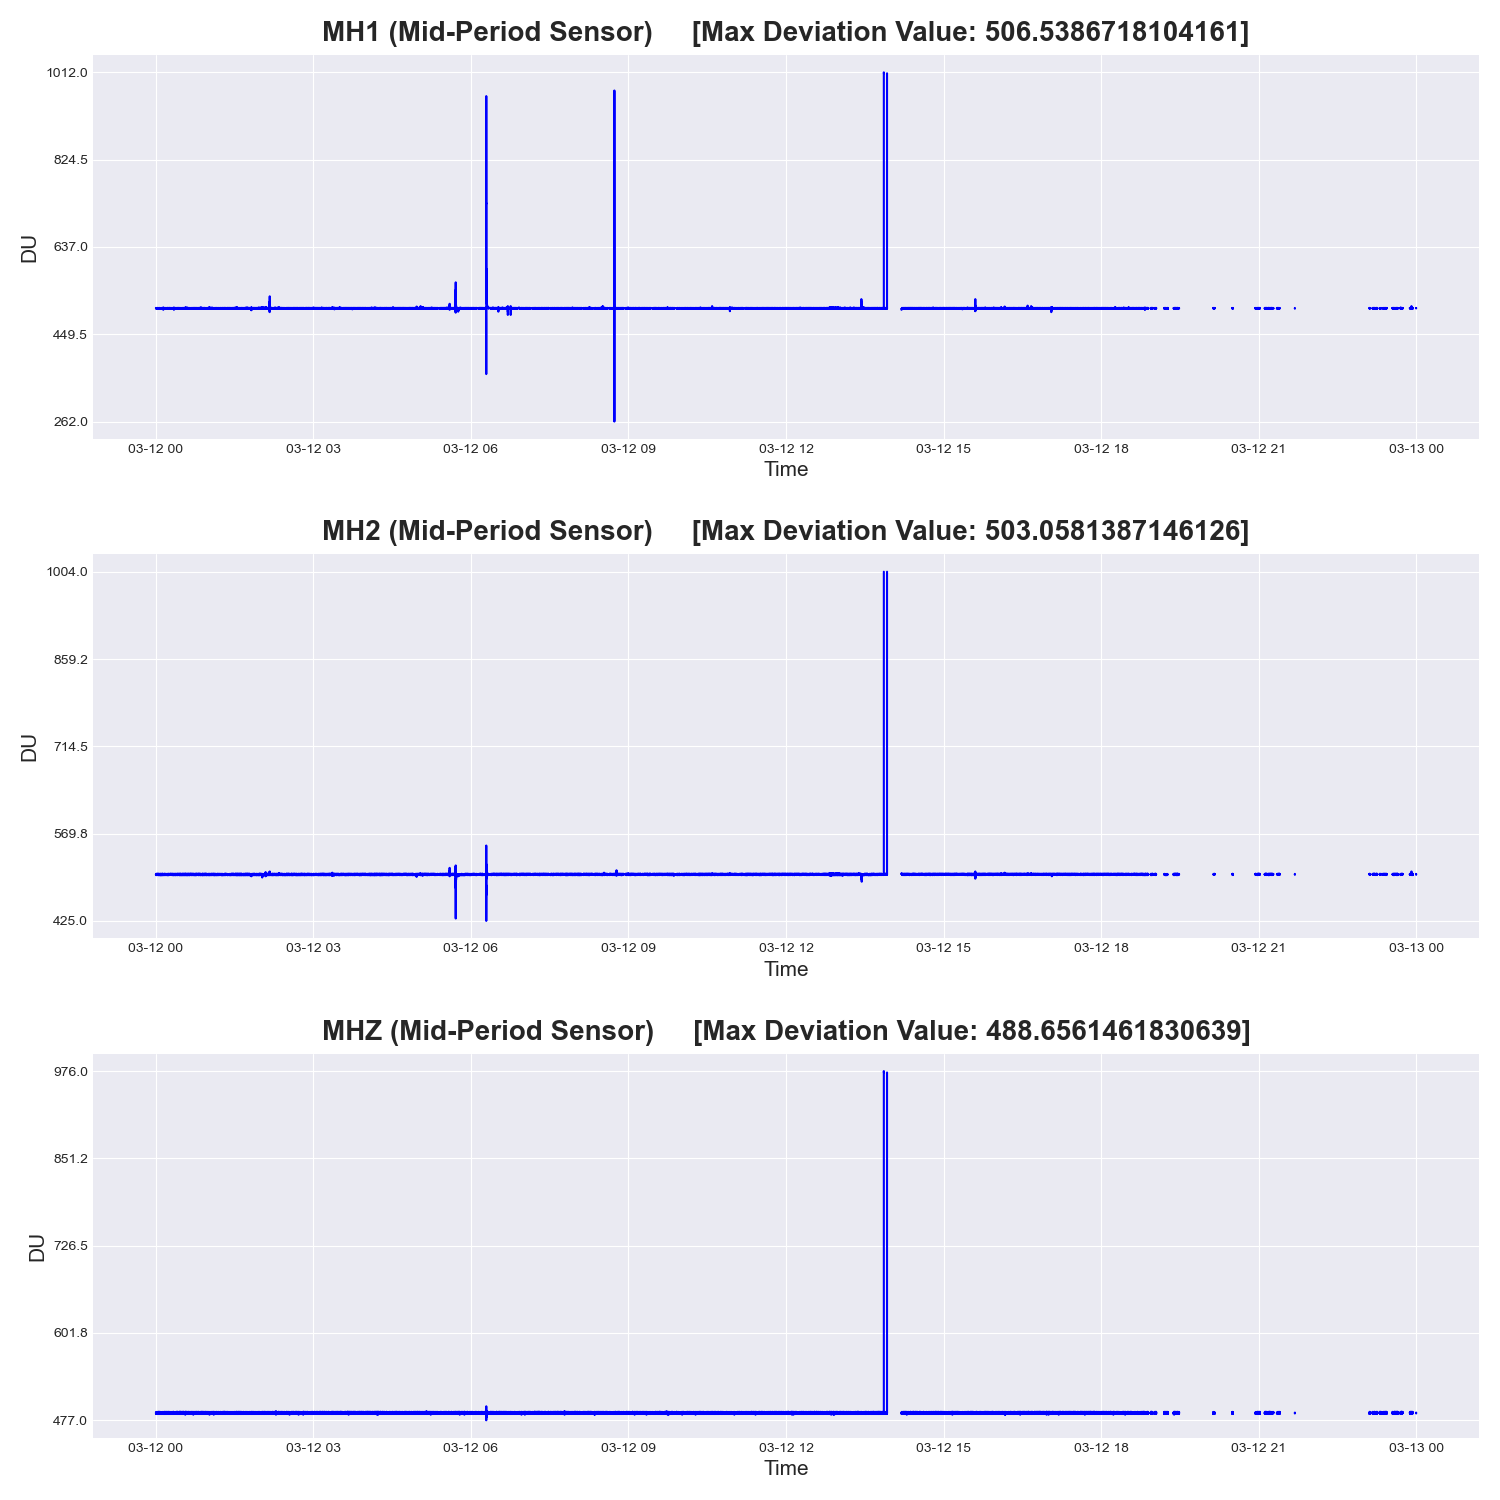 MH1 (Mid-Period Sensor) [Max Deviation Value: 506.5386718104161]
1012.0
824.5
637.0
449.5
262.0
DU
03-12 00 03-12 03 03-12 06 03-12 09 03-12 12 03-12 15 03-12 18 03-12 21 03-13 00
Time
MH2 (Mid-Period Sensor) [Max Deviation Value: 503.0581387146126]
1004.0
859.2
714.5
569.8
425.0
DU
03-12 00 03-12 03 03-12 06 03-12 09 03-12 12 03-12 15 03-12 18 03-12 21 03-13 00
Time
MHZ (Mid-Period Sensor) [Max Deviation Value: 488.6561461830639]
976.0
851.2
726.5
601.8
477.0
DU
03-12 00 03-12 03 03-12 06 03-12 09 03-12 12 03-12 15 03-12 18 03-12 21 03-13 00
Time